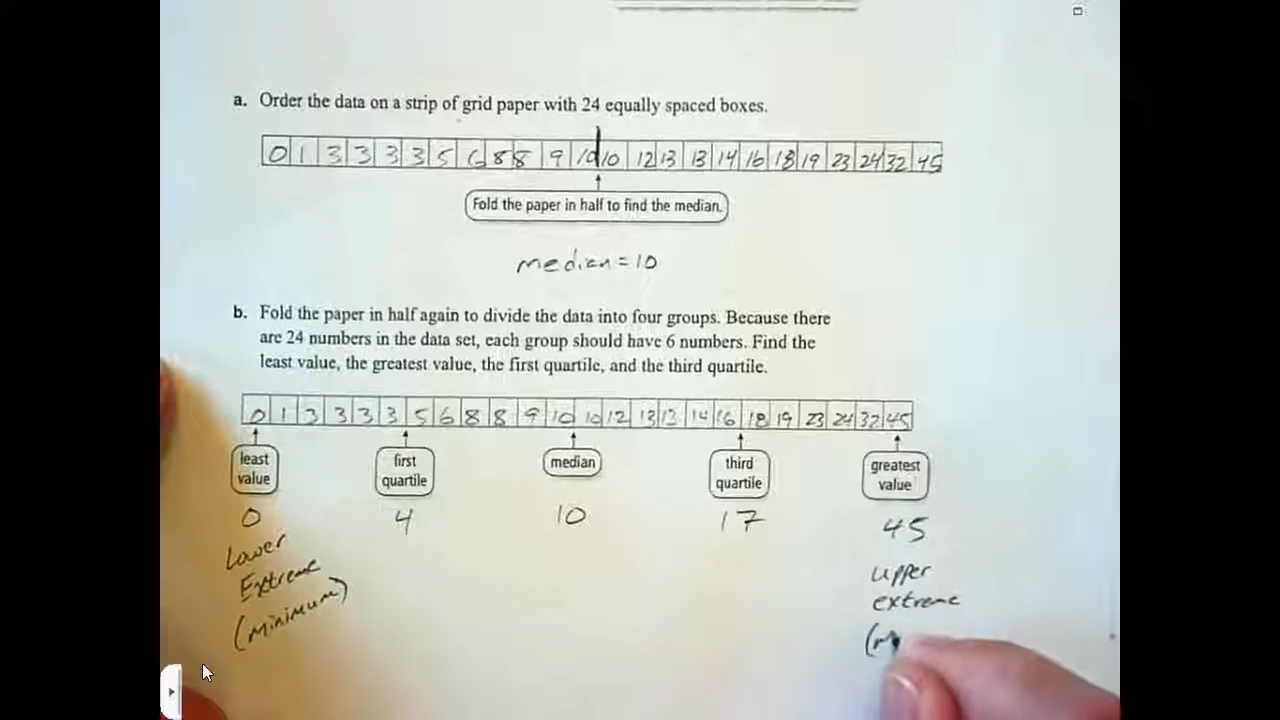 a. Order the data on a strip of grid paper with 24 equally spaced boxes.
0 1 3 3 3 3 5 6 8 8 9 10 10 12 13 13 14 16 18 19 23 24 32 45
Fold the paper in half to find the median.
median = 10
b. Fold the paper in half again to divide the data into four groups. Because there
are 24 numbers in the data set, each group should have 6 numbers. Find the
least value, the greatest value, the first quartile, and the third quartile.
0 1 3 3 3 3 5 6 8 8 9 10 10 12 13 13 14 16 18 19 23 24 32 45
least
value
first
quartile
median
third
quartile
greatest
value
0 4 10 17 45
Lower
Extreme
(minimum)
upper
extreme
(m